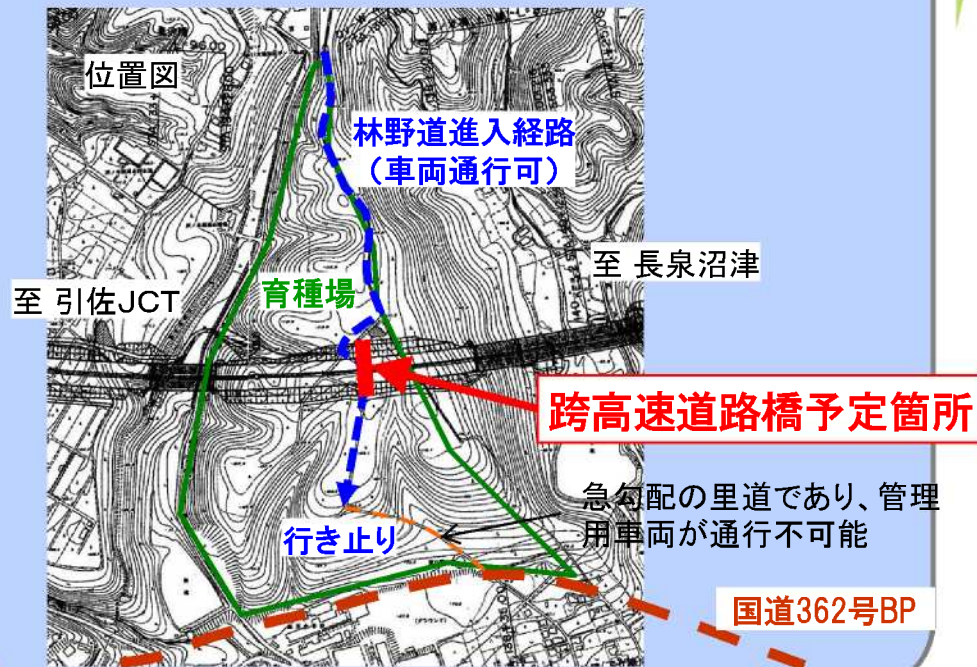 位置図
林野道進入経路
（車両通行可）
至 長泉沼津
育種場
至 引佐JCT
跨高速道路橋予定箇所
急勾配の里道であり、管理
用車両が通行不可能
行き止り
国道362号BP